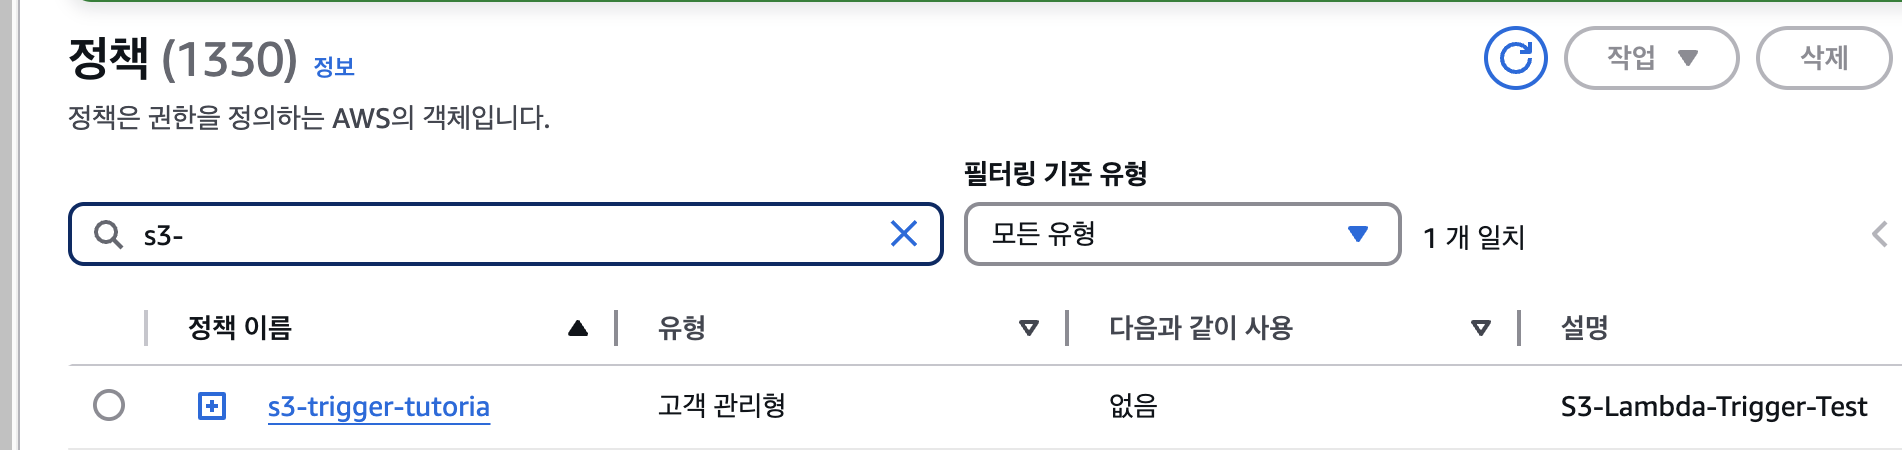 정책 (1330) 정보
작업 삭제
정책은 권한을 정의하는 AWS의 객체입니다.
필터링 기준 유형
s3- 모든 유형 1 개 일치
정책 이름 유형 다음과 같이 사용 설명
s3-trigger-tutoria 고객 관리형 없음 S3-Lambda-Trigger-Test